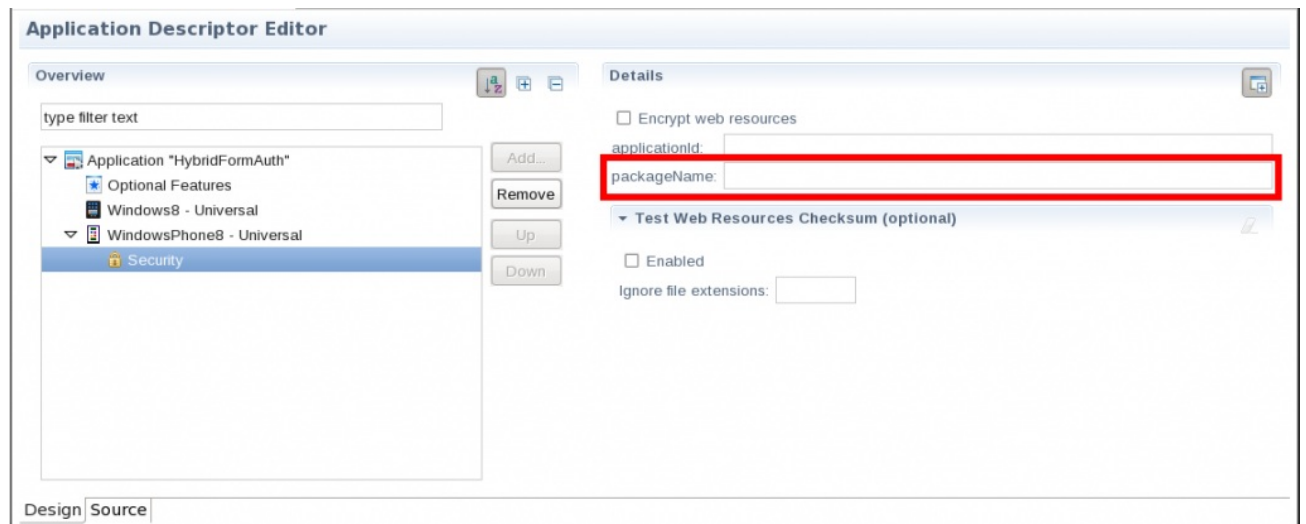 Application Descriptor Editor
Overview
type filter text
Application "HybridFormAuth"
Optional Features
Windows8 - Universal
WindowsPhone8 - Universal
Security
Add...
Remove
Up
Down
Details
Encrypt web resources
applicationId:
packageName:
Test Web Resources Checksum (optional)
Enabled
Ignore file extensions:
Design Source